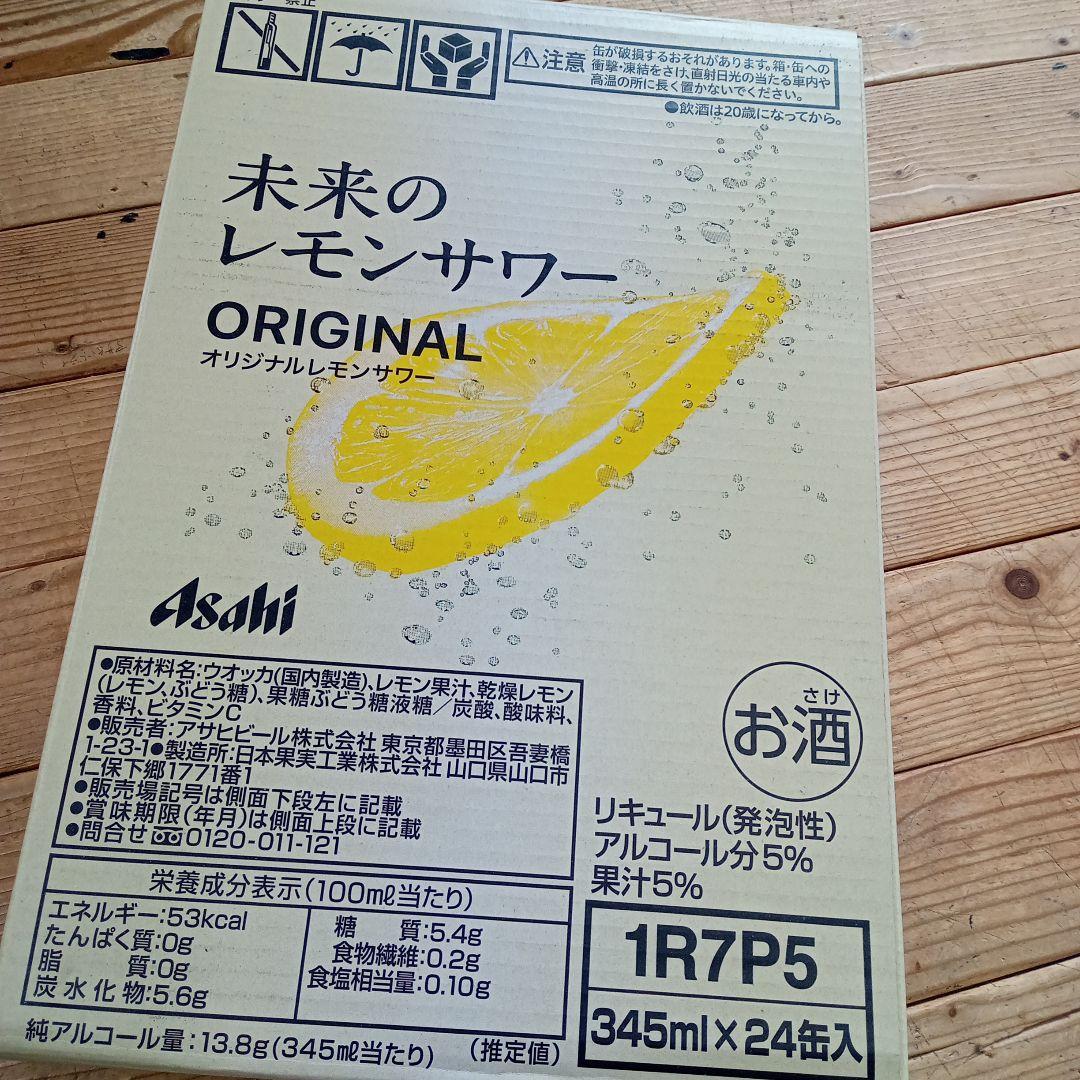 禁止
⚠注意 缶が破損するおそれがあります。箱・缶への
衝撃・凍結をさけ、直射日光の当たる車内や
高温の所に長く置かないでください。
●飲酒は20歳になってから。
未来の
レモンサワー
ORIGINAL
オリジナルレモンサワー
Asahi
●原材料名:ウオッカ(国内製造)、レモン果汁、乾燥レモン
(レモン、ぶどう糖)、果糖ぶどう糖液糖/炭酸、酸味料、
香料、ビタミンC
●販売者:アサヒビール株式会社 東京都墨田区吾妻橋
1-23-1●製造所:日本果実工業株式会社 山口県山口市
仁保下郷1771番1
●販売場記号は側面下段左に記載
●賞味期限(年月)は側面上段に記載
●問合せ 0120-011-121
さけ
お酒
リキュール(発泡性)
アルコール分5%
果汁5%
栄養成分表示(100mℓ当たり)
エネルギー:53kcal
たんぱく質:0g
脂 質:0g
炭水化物:5.6g
糖 質:5.4g
食物繊維:0.2g
食塩相当量:0.10g
純アルコール量:13.8g(345mℓ当たり) (推定値)
1R7P5
345ml×24缶入